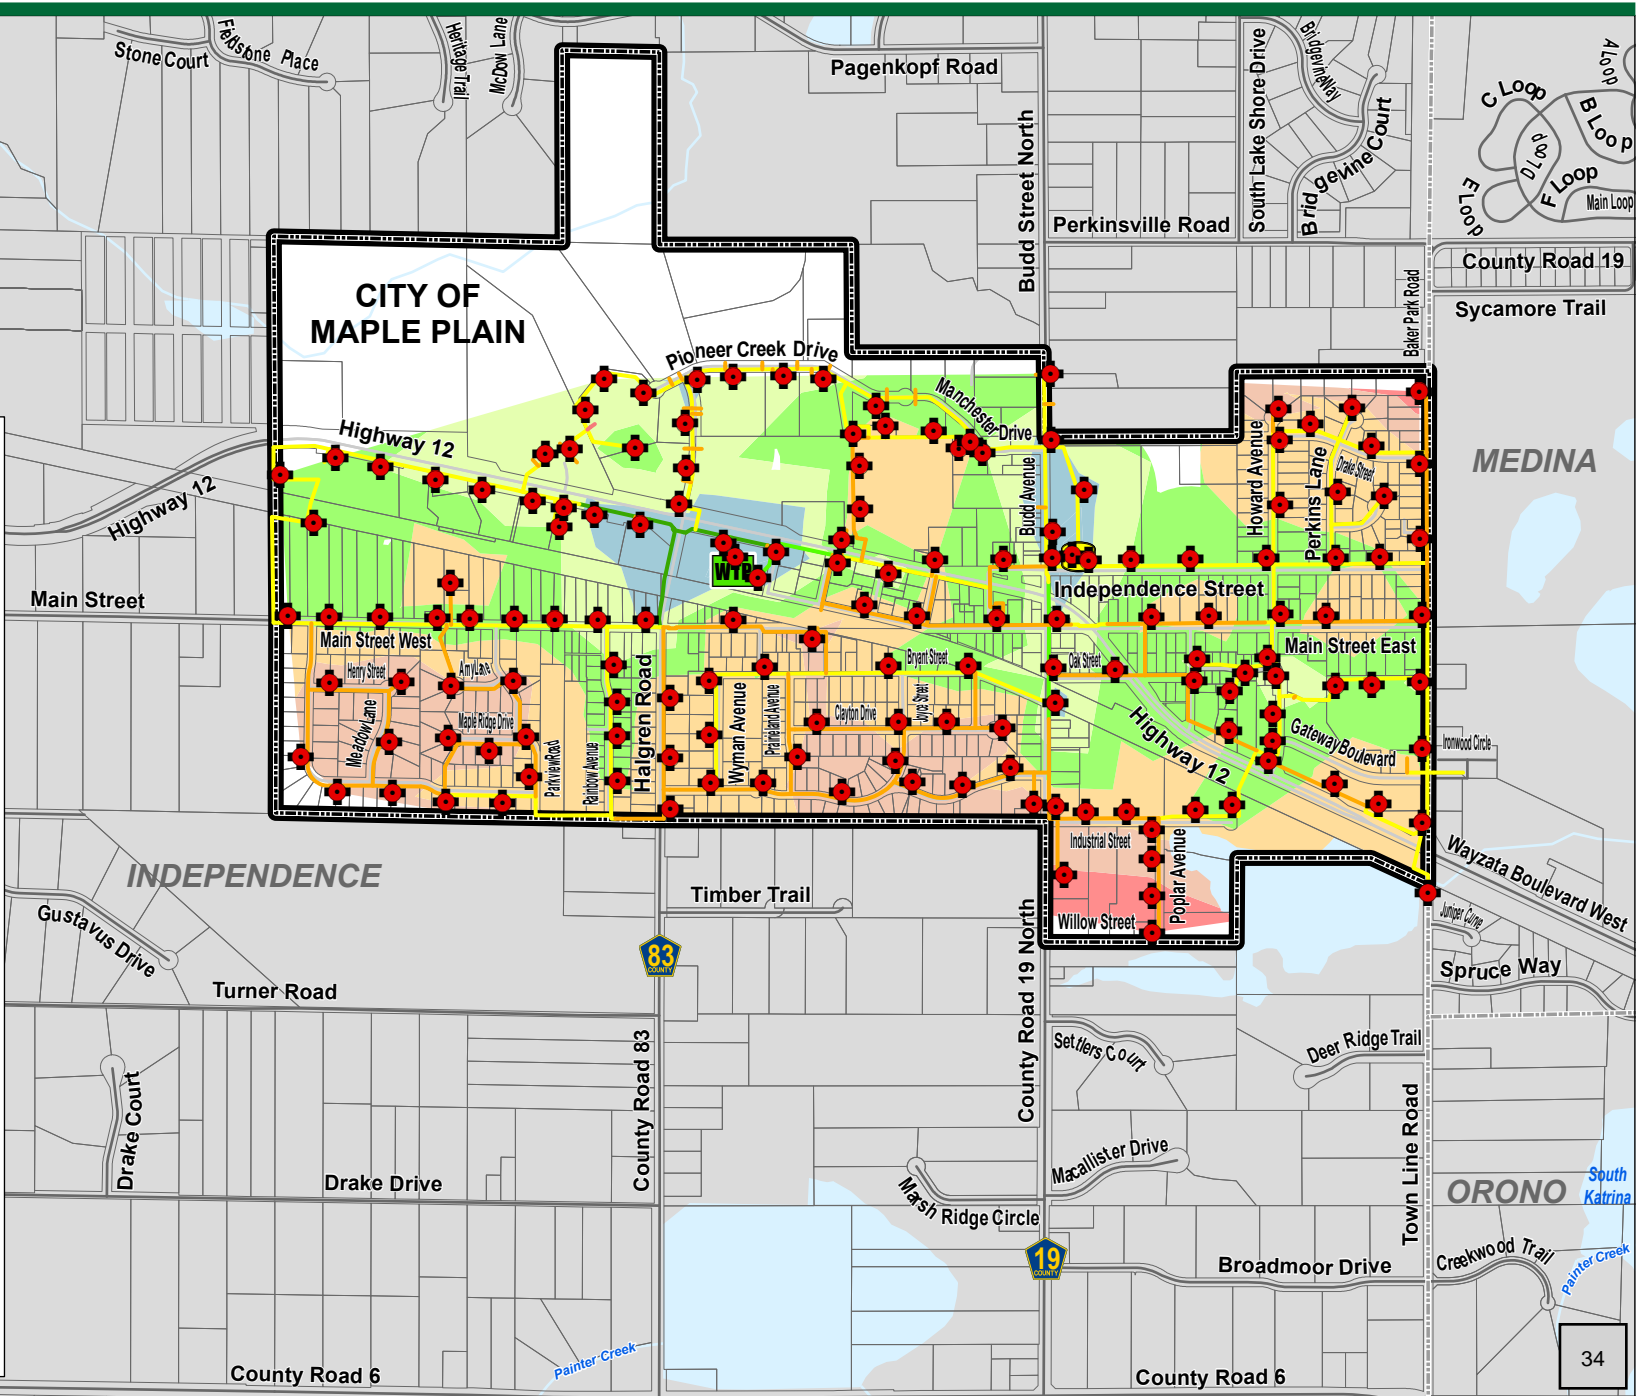 Stone Court
Fieldstone Place
Heritage Trail
McDow Lane
Pagenkopf Road
Budd Street North
South Lake Shore Drive
Bridgevine Way
Bridgevine Court
A Loop
B Loop
C Loop
D Loop
E Loop
F Loop
Main Loop
Perkinsville Road
County Road 19
Sycamore Trail
Baker Park Road
CITY OF
MAPLE PLAIN
Pioneer Creek Drive
Manchester Drive
Highway 12
Highway 12
Budd Avenue
Howard Avenue
Perkins Lane
Drake Street
MEDINA
WTP
Independence Street
Main Street
Main Street West
Main Street East
Henry Street
Amy Lane
Meadow Lane
Maple Ridge Drive
Parkview Road
Rainbow Avenue
Halgren Road
Wyman Avenue
Prairieland Avenue
Clayton Drive
Joyce Street
Bryant Street
Oak Street
Highway 12
Gateway Boulevard
Ironwood Circle
Industrial Street
Poplar Avenue
Willow Street
Wayzata Boulevard West
Juniper Curve
Spruce Way
INDEPENDENCE
Gustavus Drive
Timber Trail
83
COUNTY
Turner Road
County Road 19 North
County Road 83
Settlers Court
Deer Ridge Trail
Drake Court
Drake Drive
Macallister Drive
Marsh Ridge Circle
Town Line Road
ORONO
South
Katrina
19
COUNTY
Broadmoor Drive
Creekwood Trail
Painter Creek
Painter Creek
County Road 6
County Road 6
34